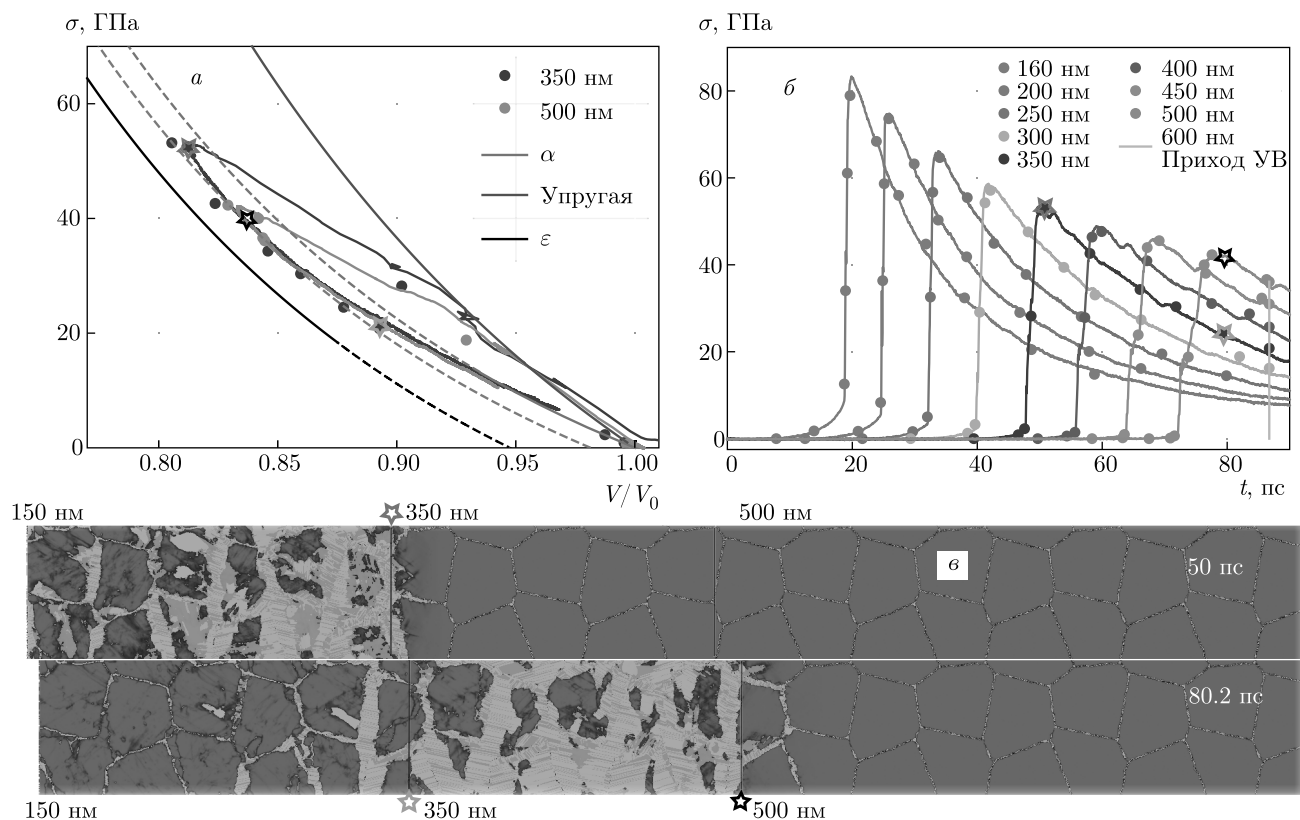 σ, ГПа
а
350 нм
500 нм
α
Упругая
ε
60
40
20
0
0.80
0.85
0.90
0.95
1.00
V/V₀
σ, ГПа
б
160 нм
200 нм
250 нм
300 нм
350 нм
400 нм
450 нм
500 нм
600 нм
Приход УВ
80
60
40
20
0
0
20
40
60
80
t, пс
150 нм
350 нм
500 нм
в
50 пс
80.2 пс
150 нм
350 нм
500 нм